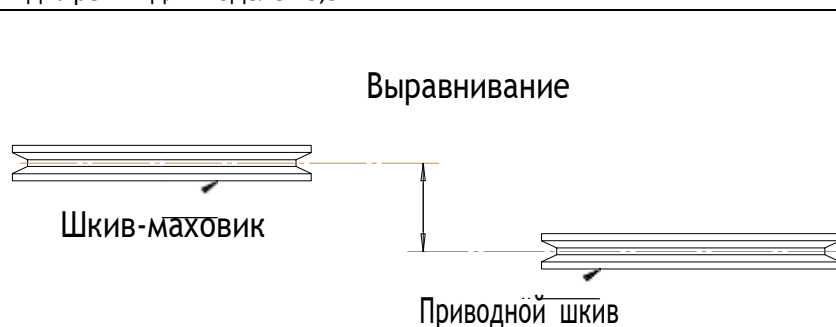 Выравнивание
Шкив-маховик
Приводной шкив